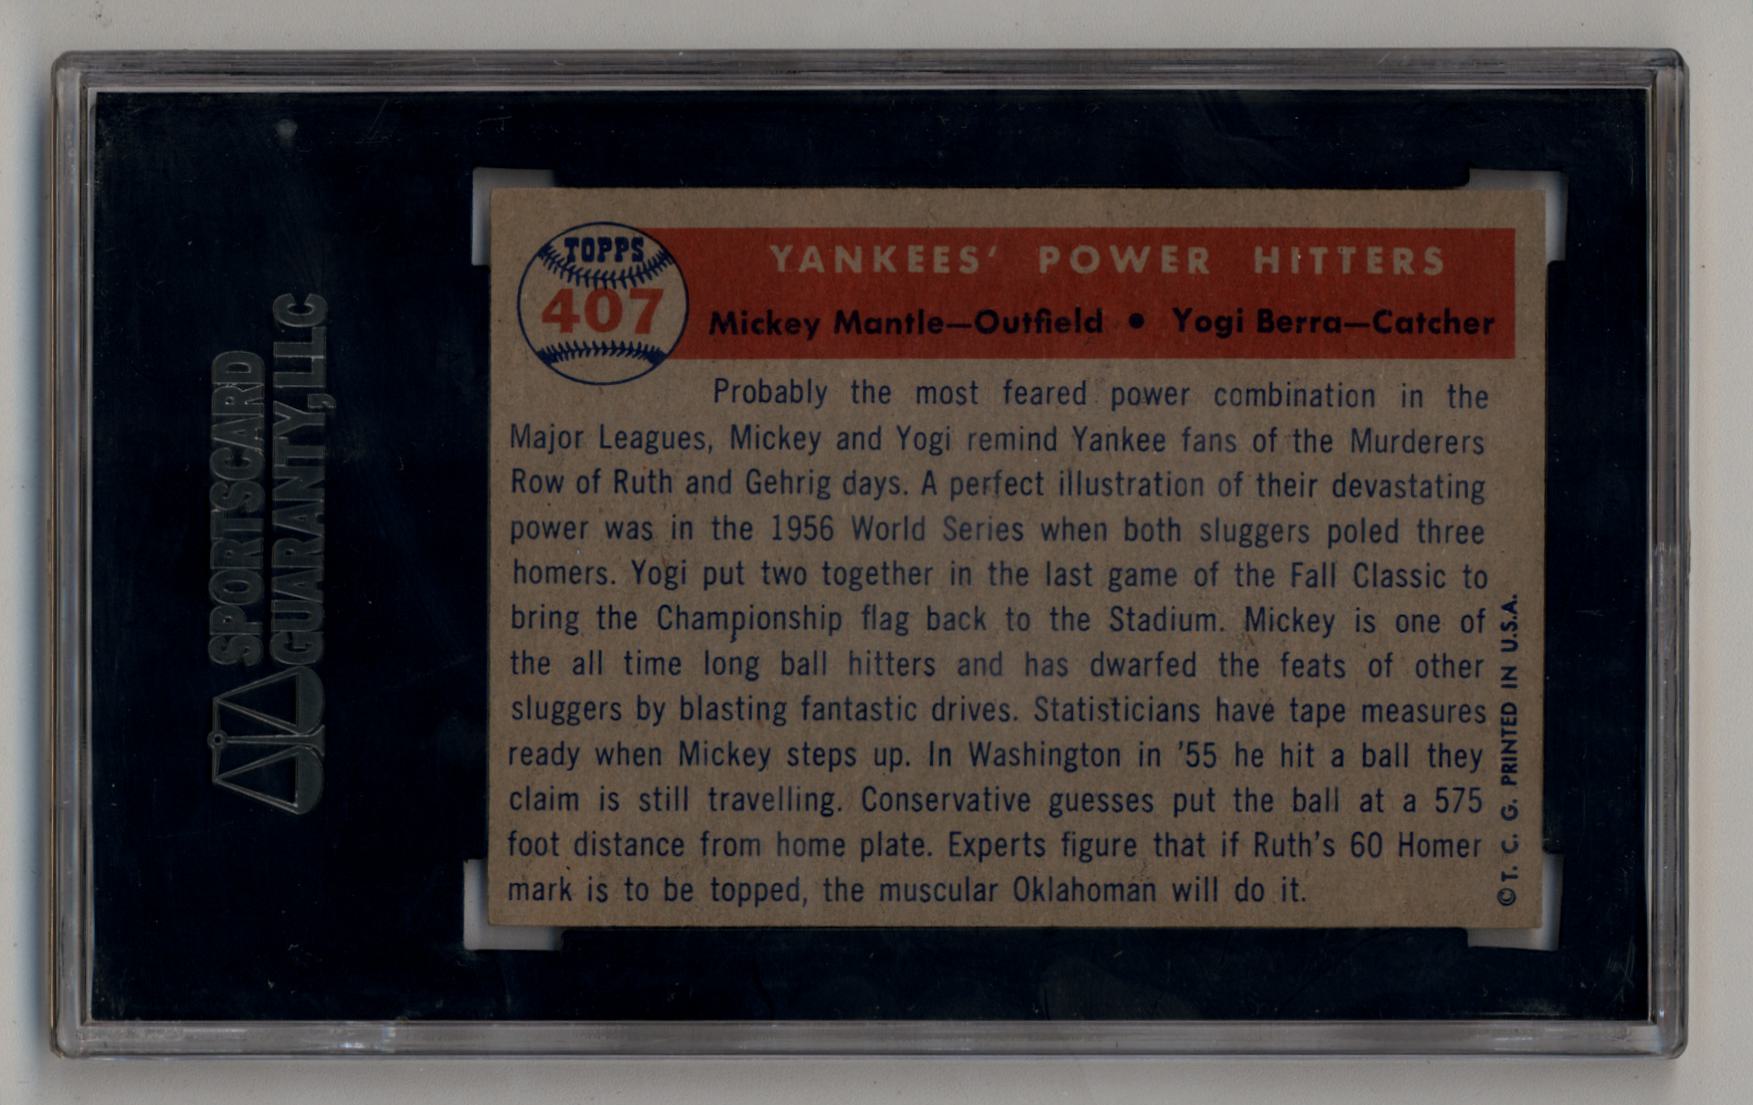 SPORTSCARD
GUARANTY, LLC
TOPPS
407
YANKEES' POWER HITTERS
Mickey Mantle—Outfield • Yogi Berra—Catcher
Probably the most feared power combination in the
Major Leagues, Mickey and Yogi remind Yankee fans of the Murderers
Row of Ruth and Gehrig days. A perfect illustration of their devastating
power was in the 1956 World Series when both sluggers poled three
homers. Yogi put two together in the last game of the Fall Classic to
bring the Championship flag back to the Stadium. Mickey is one of
the all time long ball hitters and has dwarfed the feats of other
sluggers by blasting fantastic drives. Statisticians have tape measures
ready when Mickey steps up. In Washington in '55 he hit a ball they
claim is still travelling. Conservative guesses put the ball at a 575
foot distance from home plate. Experts figure that if Ruth's 60 Homer
mark is to be topped, the muscular Oklahoman will do it.
© T. C. G. PRINTED IN U.S.A.